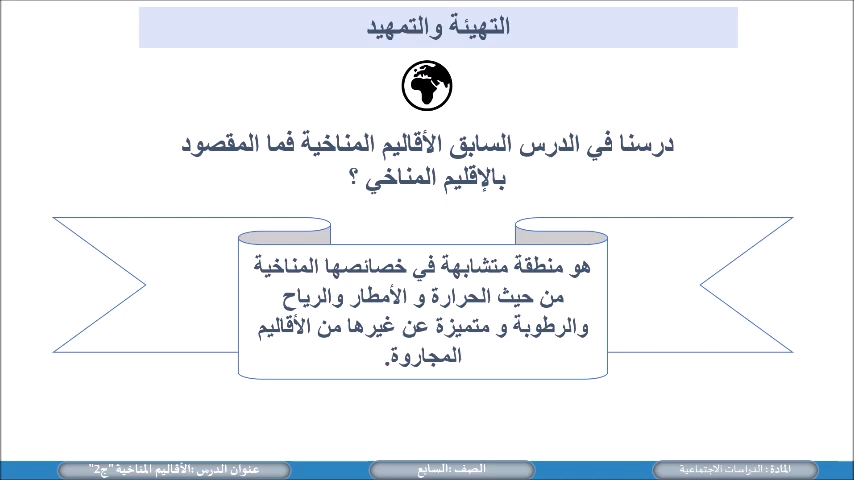 التهيئة والتمهيد
درسنا في الدرس السابق الأقاليم المناخية فما المقصود
بالإقليم المناخي ؟
هو منطقة متشابهة في خصائصها المناخية
من حيث الحرارة و الأمطار والرياح
والرطوبة و متميزة عن غيرها من الأقاليم
المجاروة.
المادة : الدراسات الاجتماعية
الصف :السابع
عنوان الدرس :الأقاليم المناخية "ج2"